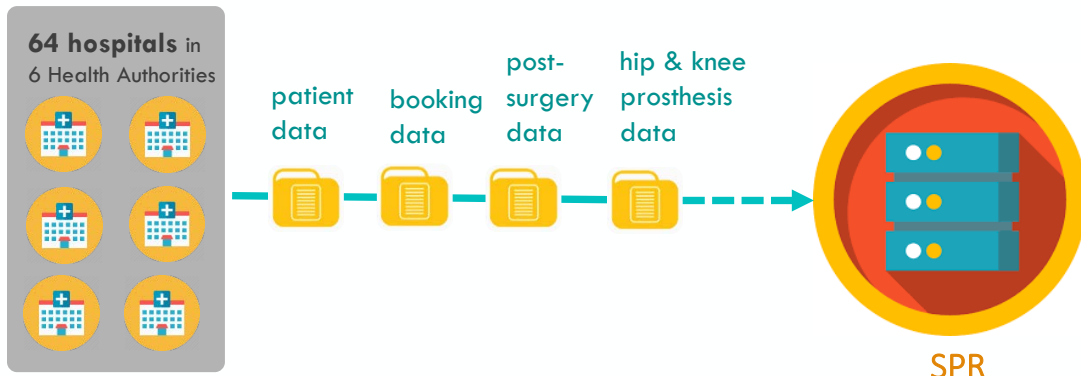 64 hospitals in
6 Health Authorities
patient
data
booking
data
post-
surgery
data
hip & knee
prosthesis
data
SPR